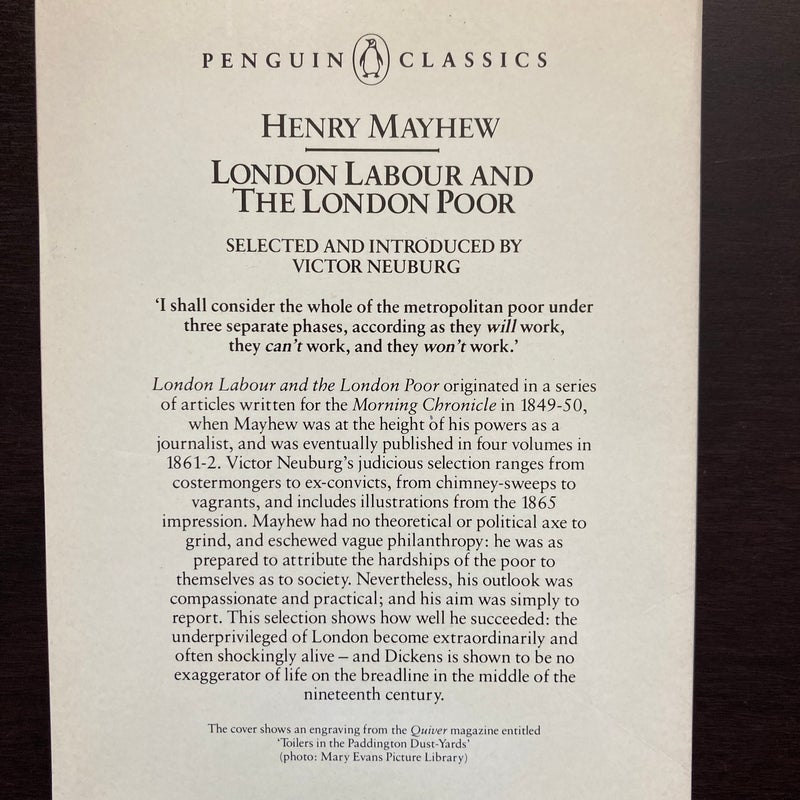 PENGUIN CLASSICS
HENRY MAYHEW
LONDON LABOUR AND
THE LONDON POOR
SELECTED AND INTRODUCED BY
VICTOR NEUBURG
‘I shall consider the whole of the metropolitan poor under
three separate phases, according as they will work,
they can’t work, and they won’t work.’
London Labour and the London Poor originated in a series
of articles written for the Morning Chronicle in 1849-50,
when Mayhew was at the height of his powers as a
journalist, and was eventually published in four volumes in
1861-2. Victor Neuburg’s judicious selection ranges from
costermongers to ex-convicts, from chimney-sweeps to
vagrants, and includes illustrations from the 1865
impression. Mayhew had no theoretical or political axe to
grind, and eschewed vague philanthropy: he was as
prepared to attribute the hardships of the poor to
themselves as to society. Nevertheless, his outlook was
compassionate and practical; and his aim was simply to
report. This selection shows how well he succeeded: the
underprivileged of London become extraordinarily and
often shockingly alive – and Dickens is shown to be no
exaggerator of life on the breadline in the middle of the
nineteenth century.
The cover shows an engraving from the Quiver magazine entitled
‘Toilers in the Paddington Dust-Yards’
(photo: Mary Evans Picture Library)